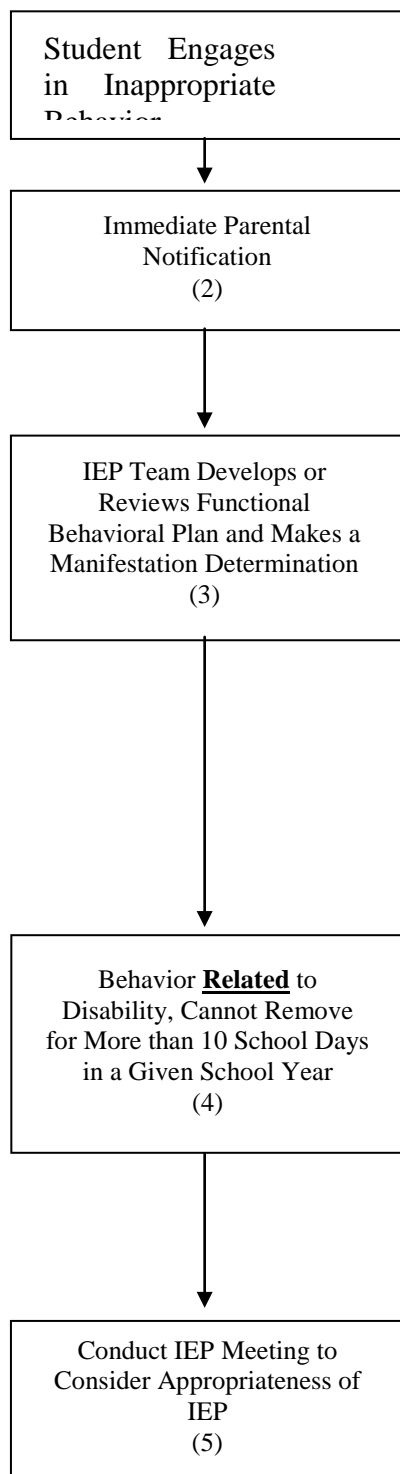 Student Engages
in Inappropriate
Behavior
Immediate Parental
Notification
(2)
IEP Team Develops or
Reviews Functional
Behavioral Plan and Makes a
Manifestation Determination
(3)
Behavior Related to
Disability, Cannot Remove
for More than 10 School Days
in a Given School Year
(4)
Conduct IEP Meeting to
Consider Appropriateness of
IEP
(5)